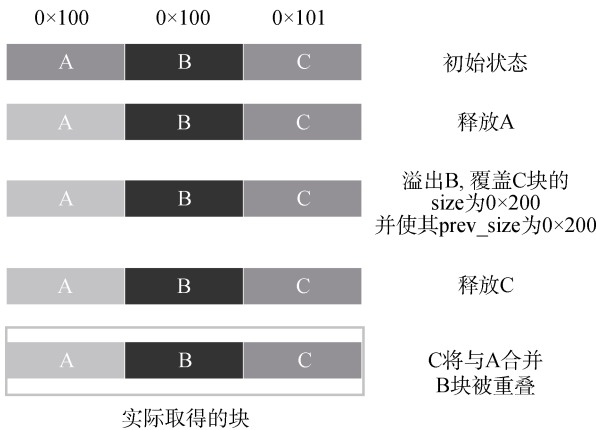 0×100 0×100 0×101
A B C 初始状态
A B C 释放A
A B C
溢出B, 覆盖C块的
size为0×200
并使其prev_size为0×200
A B C 释放C
A B C
C将与A合并
B块被重叠
实际取得的块